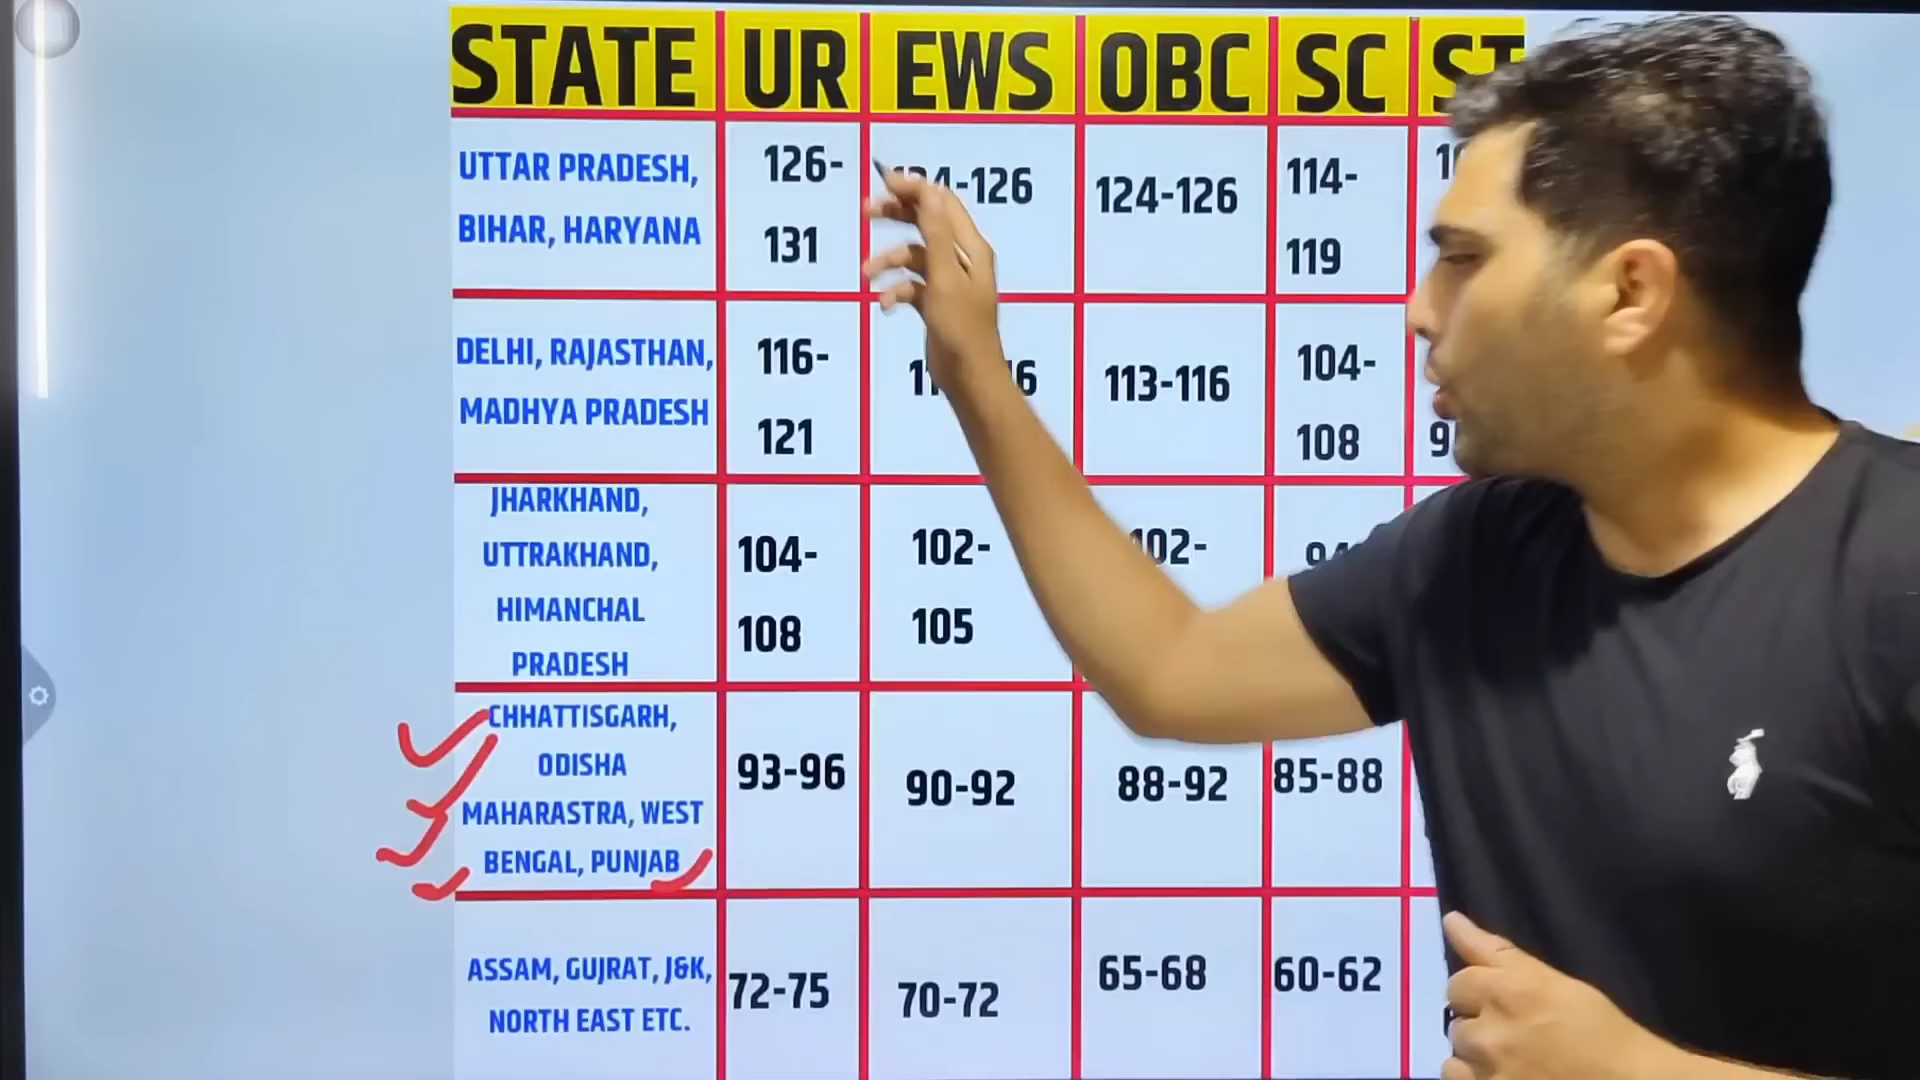 STATE UR EWS OBC SC ST
UTTAR PRADESH,
BIHAR, HARYANA
126-
131
-126
124-126
114-
119
DELHI, RAJASTHAN,
MADHYA PRADESH
116-
121
113-116
104-
108
JHARKHAND,
UTTRAKHAND,
HIMANCHAL
PRADESH
104-
108
102-
105
CHHATTISGARH,
ODISHA
MAHARASTRA, WEST
BENGAL, PUNJAB
93-96
90-92
88-92
85-88
ASSAM, GUJRAT, J&K,
NORTH EAST ETC.
72-75
70-72
65-68
60-62